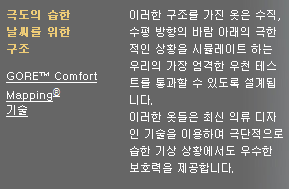 극도의 습한
날씨를 위한
구조
GORE™ Comfort
Mapping®
기술
이러한 구조를 가진 옷은 수직,
수평 방향의 바람 아래의 극한
적인 상황을 시뮬레이트 하는
우리의 가장 엄격한 우천 테스
트를 통과할 수 있도록 설계됩
니다.
이러한 옷들은 최신 의류 디자
인 기술을 이용하여 극단적으로
습한 기상 상황에서도 우수한
보호력을 제공합니다.